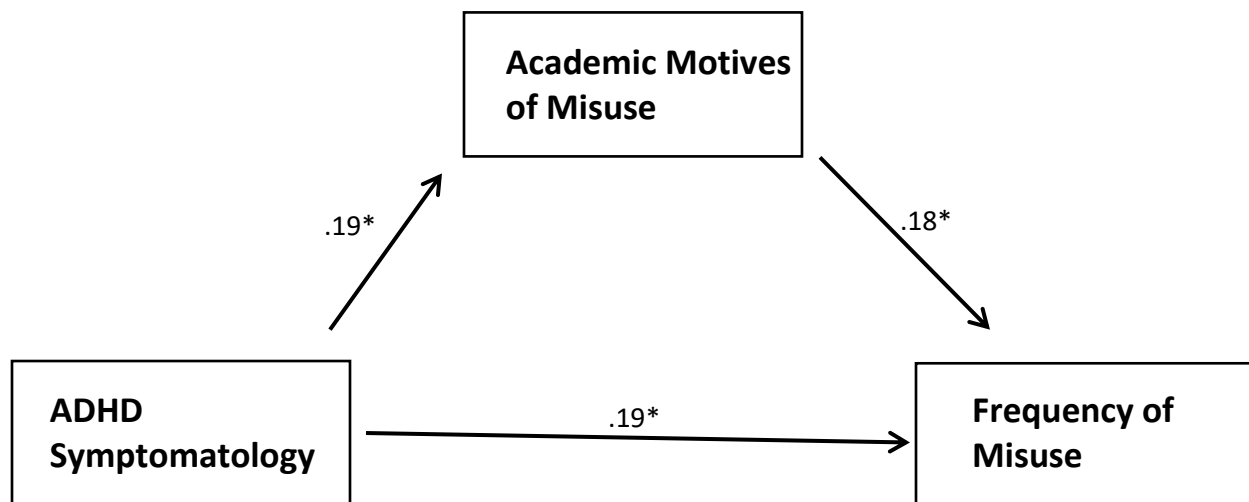 Academic Motives
of Misuse
.19*
.18*
ADHD
Symptomatology
.19*
Frequency of
Misuse